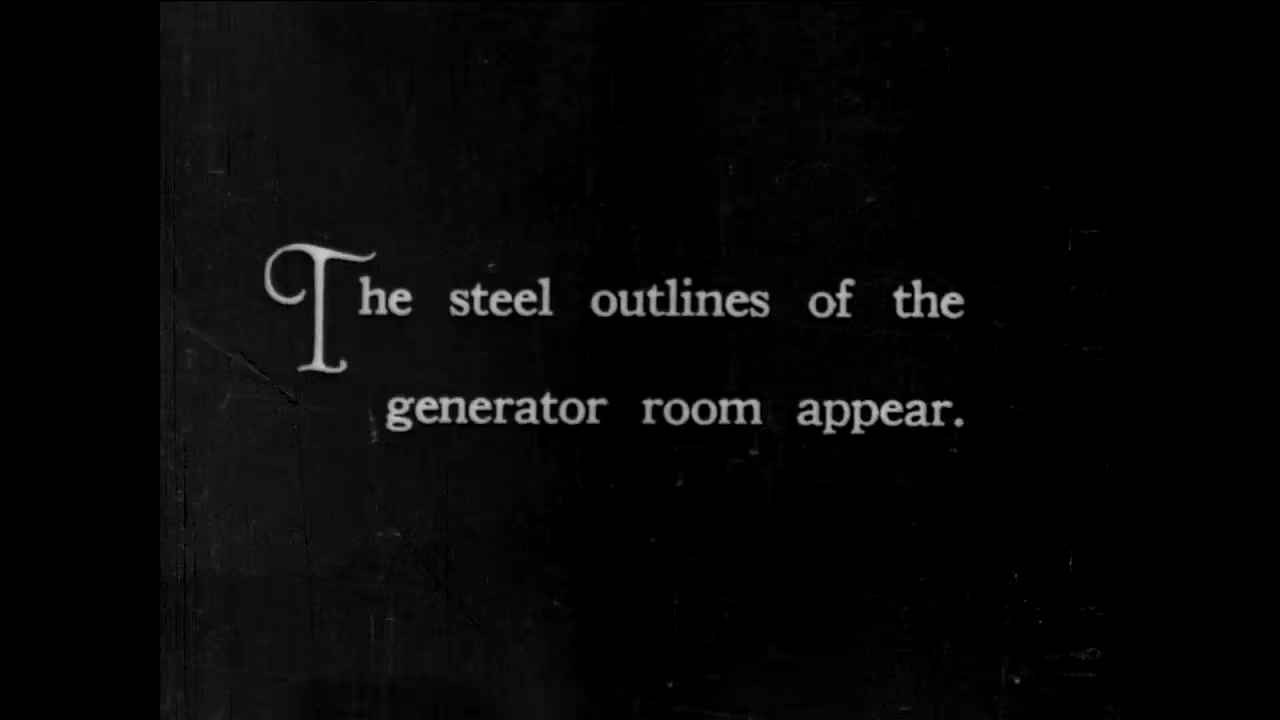 The steel outlines of the
generator room appear.